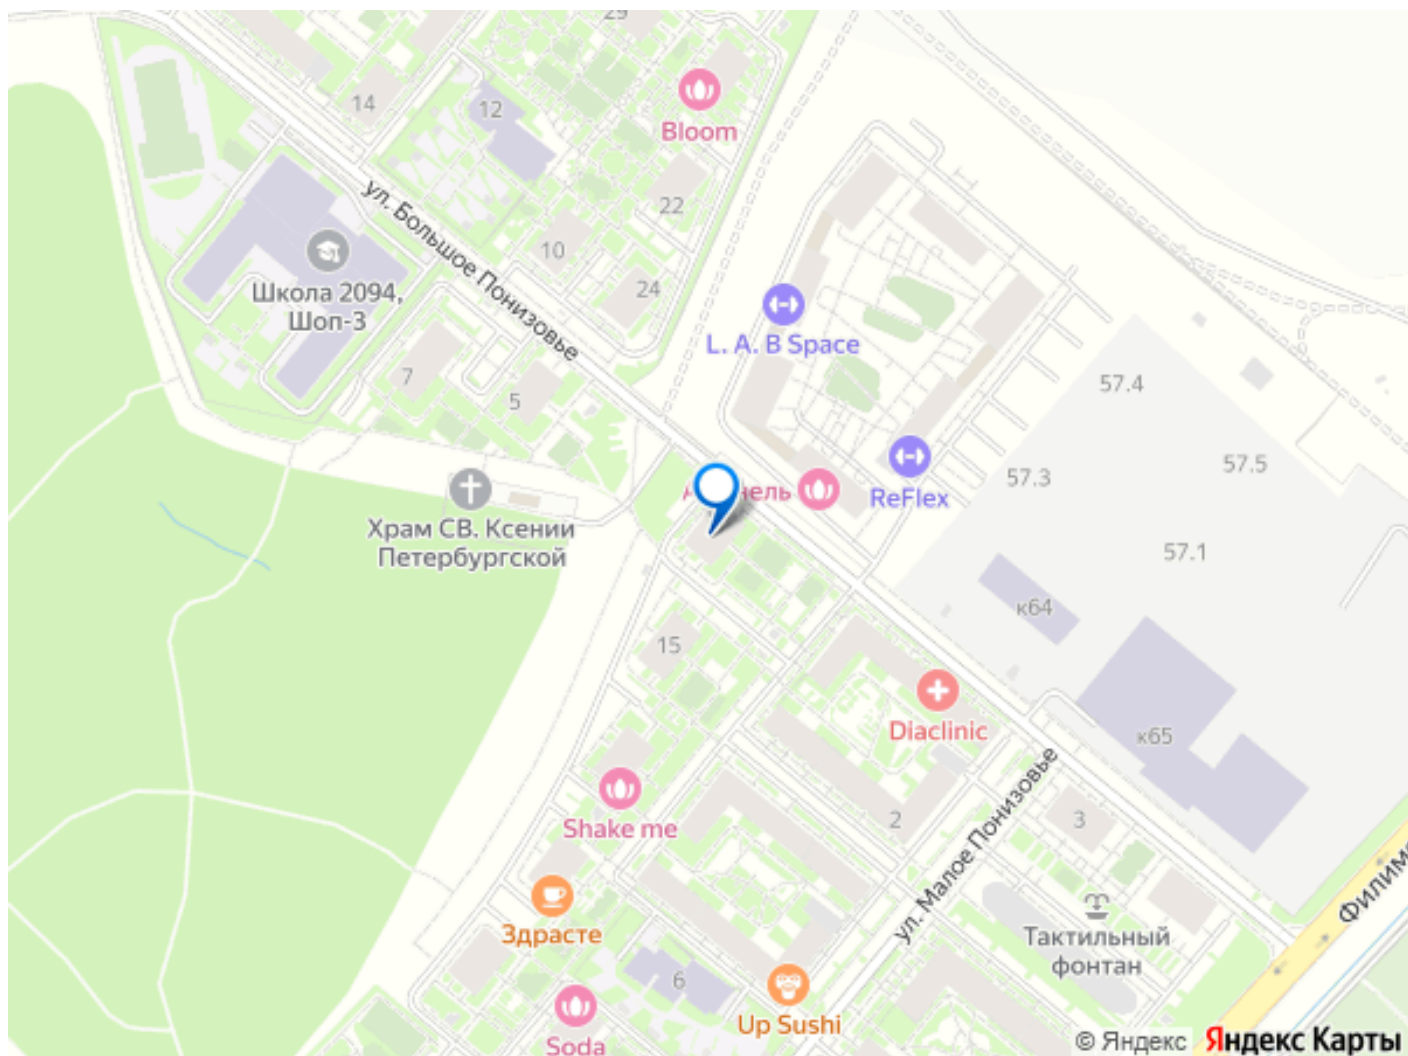 29
14
12
Bloom
22
ул. Большое Понизовье
10
24
Школа 2094,
Шоп-3
L. A. B Space
7
5
57.4
57.5
57.3
ReFlex
Храм СВ. Ксении
Петербургской
57.1
к64
15
Diaclinic
к65
ул. Малое Понизовье
2
3
Shake me
Здрасте
Тактильный
фонтан
6
Up Sushi
Soda
© Яндекс Яндекс Карты